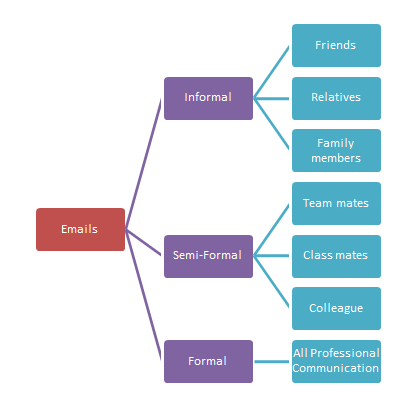 Friends
Informal
Relatives
Family
members
Team mates
Emails
Semi-Formal
Class mates
Colleague
Formal
All Professional
Communication